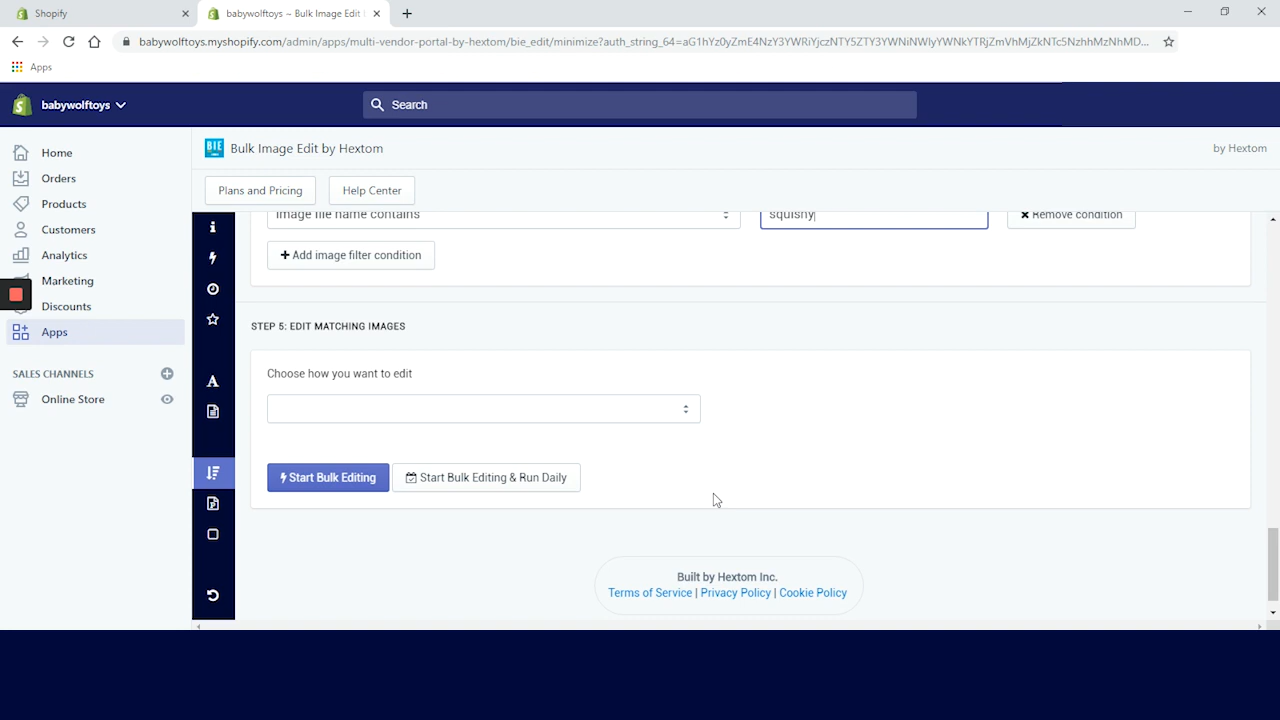 Shopify
babywolftoys ~ Bulk Image Edit
babywolftoys.myshopify.com/admin/apps/multi-vendor-portal-by-hextom/bie_edit/minimize?auth_string_64=aG1hYz0yZmE4NzY3YWRiYjczNTY5ZTY3YWNiNWIyYWNkYTRjZmVhMjZkNTc5NzhhMzNhMD...
Apps
babywolftoys
Search
Home
Orders
Products
Customers
Analytics
Marketing
Discounts
Apps
SALES CHANNELS
Online Store
BIE
Bulk Image Edit by Hextom
by Hextom
Plans and Pricing
Help Center
Image file name contains
squishy
Remove condition
Add image filter condition
STEP 5: EDIT MATCHING IMAGES
Choose how you want to edit
Start Bulk Editing
Start Bulk Editing & Run Daily
Built by Hextom Inc.
Terms of Service | Privacy Policy | Cookie Policy